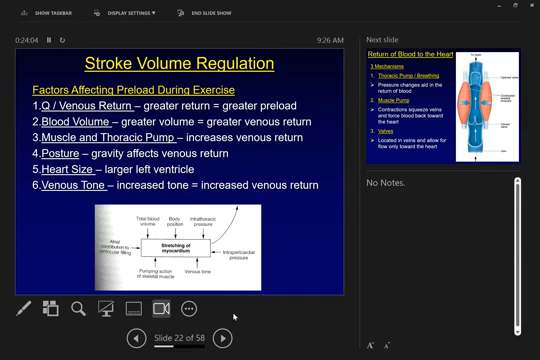 SHOW TASKBAR
DISPLAY SETTINGS
END SLIDE SHOW
0:24:04
9:26 AM
Stroke Volume Regulation
Factors Affecting Preload During Exercise
1.Q / Venous Return – greater return = greater preload
2.Blood Volume – greater volume = greater venous return
3.Muscle and Thoracic Pump – increases venous return
4.Posture – gravity affects venous return
5.Heart Size – larger left ventricle
6.Venous Tone – increased tone = increased venous return
Total blood volume
Body position
Intrathoracic pressure
Atrial contribution to ventricular filling
Stretching of myocardium
Intrapericardial pressure
Pumping action of skeletal muscle
Venous tone
Slide 22 of 58
Next slide
Return of Blood to the Heart
3 Mechanisms
1. Thoracic Pump / Breathing
Pressure changes aid in the
return of blood
2. Muscle Pump
Contractions squeeze veins
and force blood back toward
the heart
3. Valves
Located in veins and allow for
flow only toward the heart
No Notes.
A
A